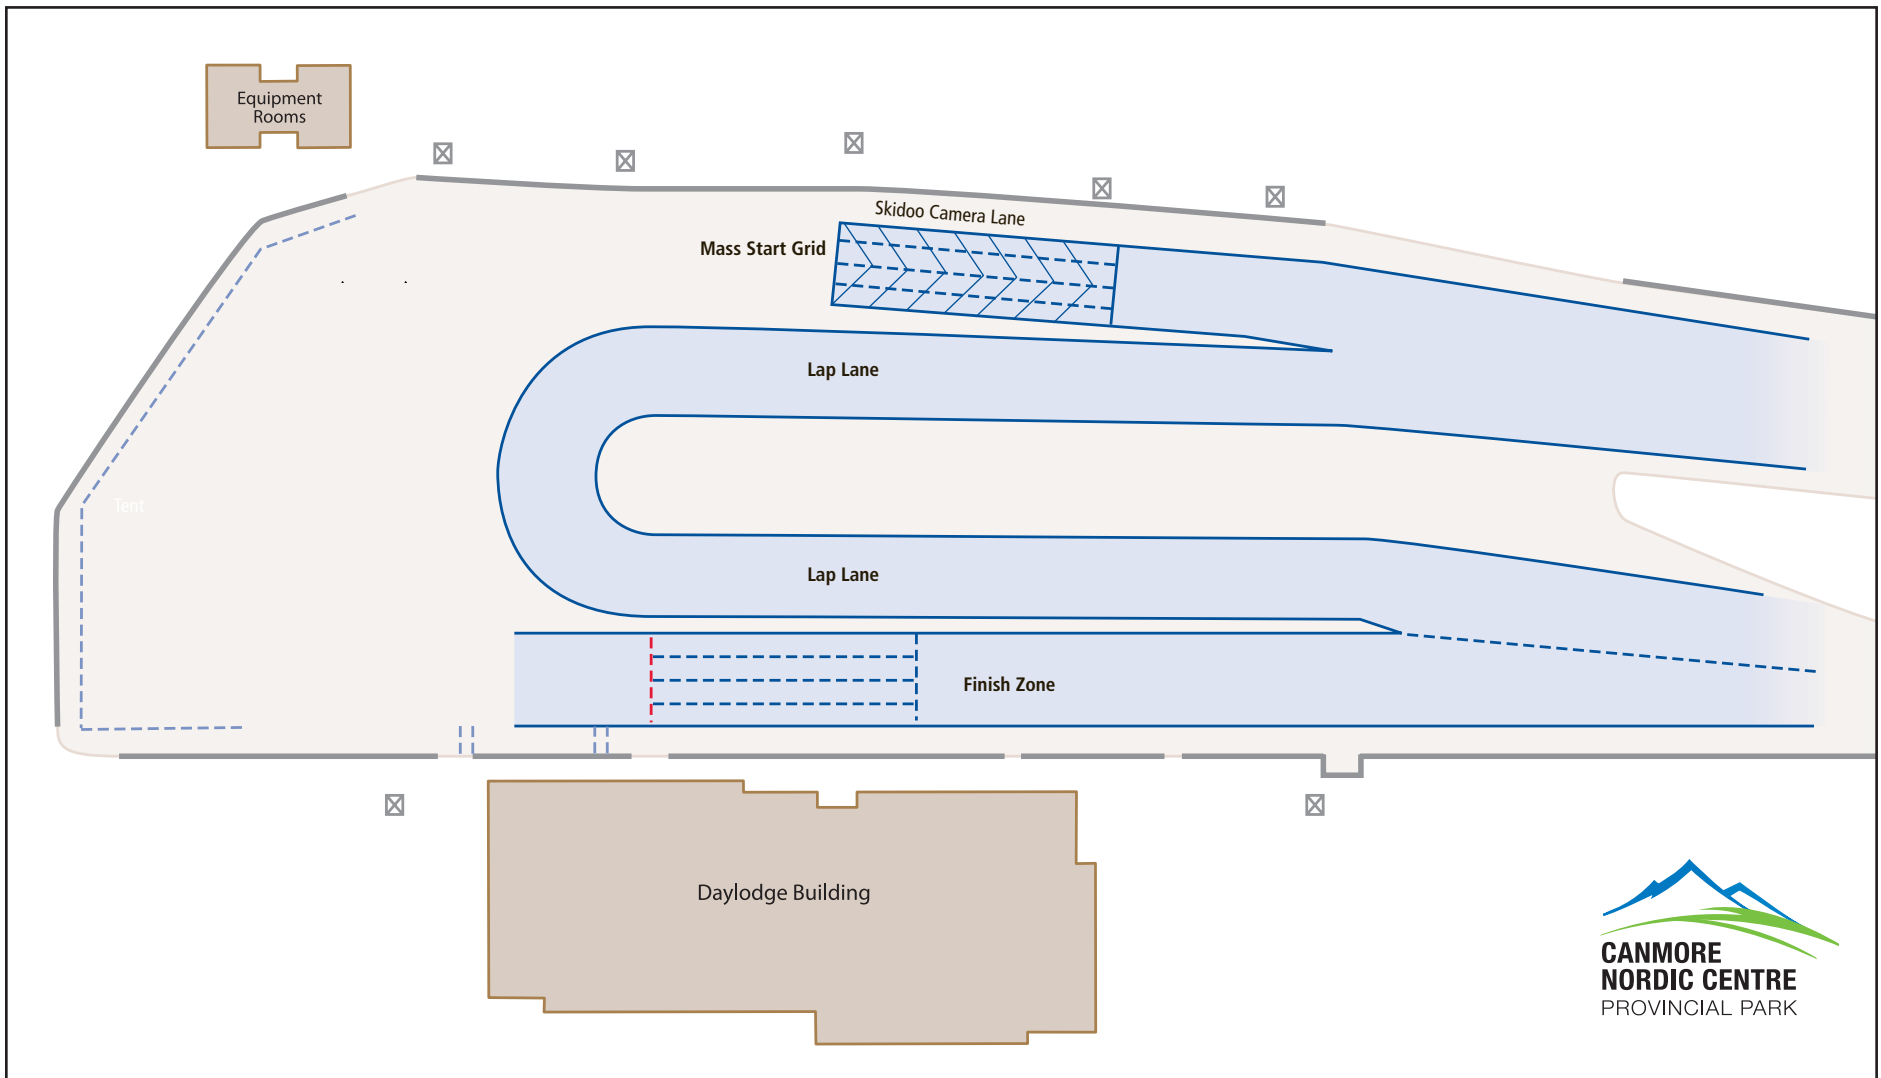 Equipment
Rooms
Skidoo Camera Lane
Mass Start Grid
Lap Lane
Tent
Lap Lane
Finish Zone
Daylodge Building
CANMORE
NORDIC CENTRE
PROVINCIAL PARK